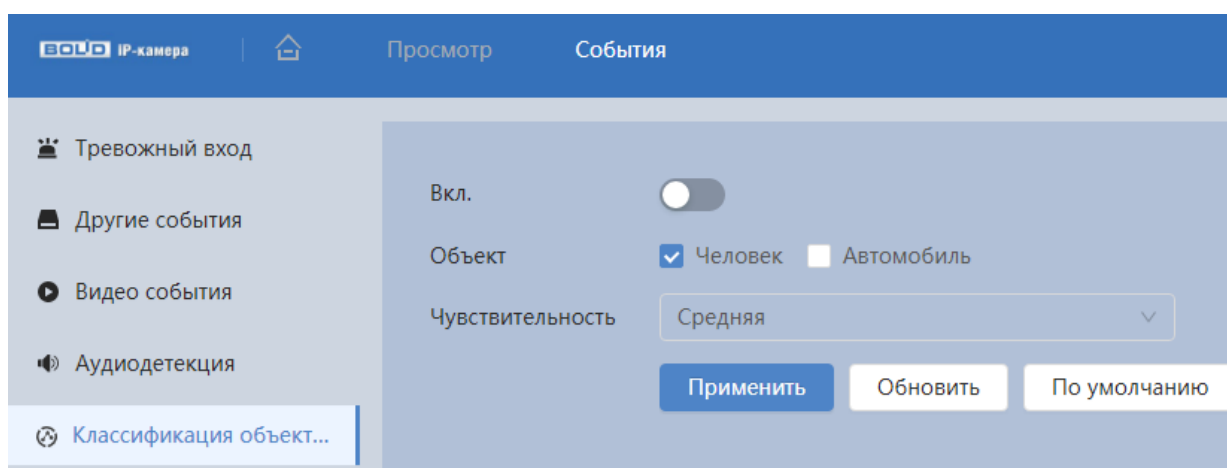 BOLID IP-камера Просмотр События
Тревожный вход
Другие события
Видео события
Аудиодетекция
Классификация объект...
Вкл.
Объект Человек Автомобиль
Чувствительность Средняя
Применить Обновить По умолчанию